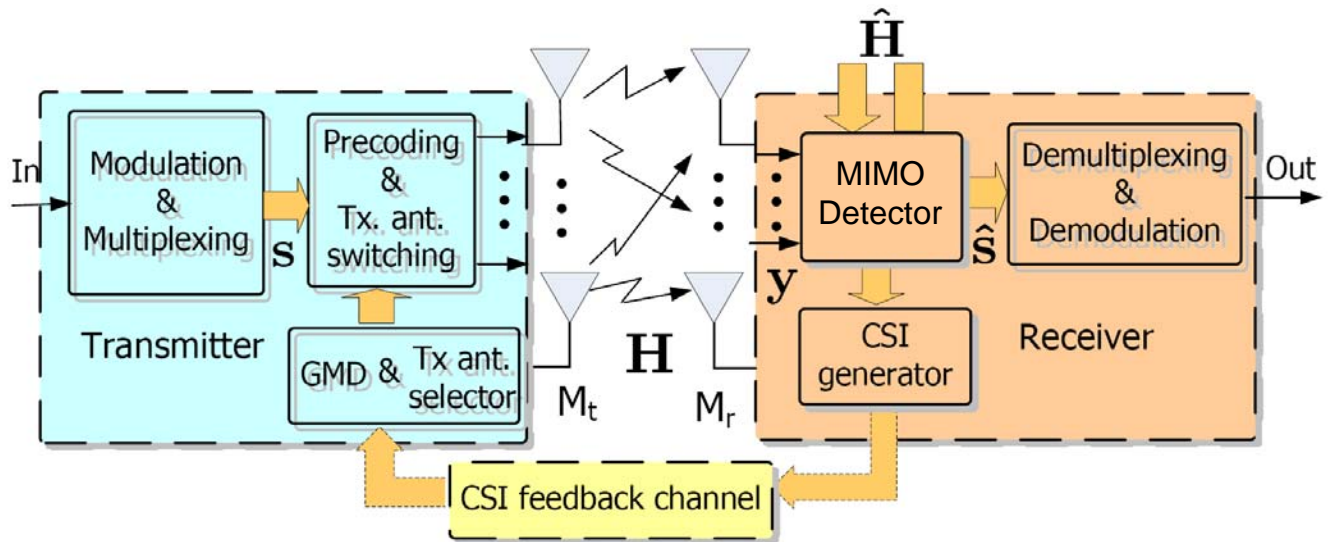 In
Modulation
&
Multiplexing
s
Precoding
&
Tx. ant.
switching
Transmitter
GMD & Tx ant.
selector
M_t
H
M_r
Ĥ
y
MIMO
Detector
ŝ
Demultiplexing
&
Demodulation
Out
CSI
generator
Receiver
CSI feedback channel